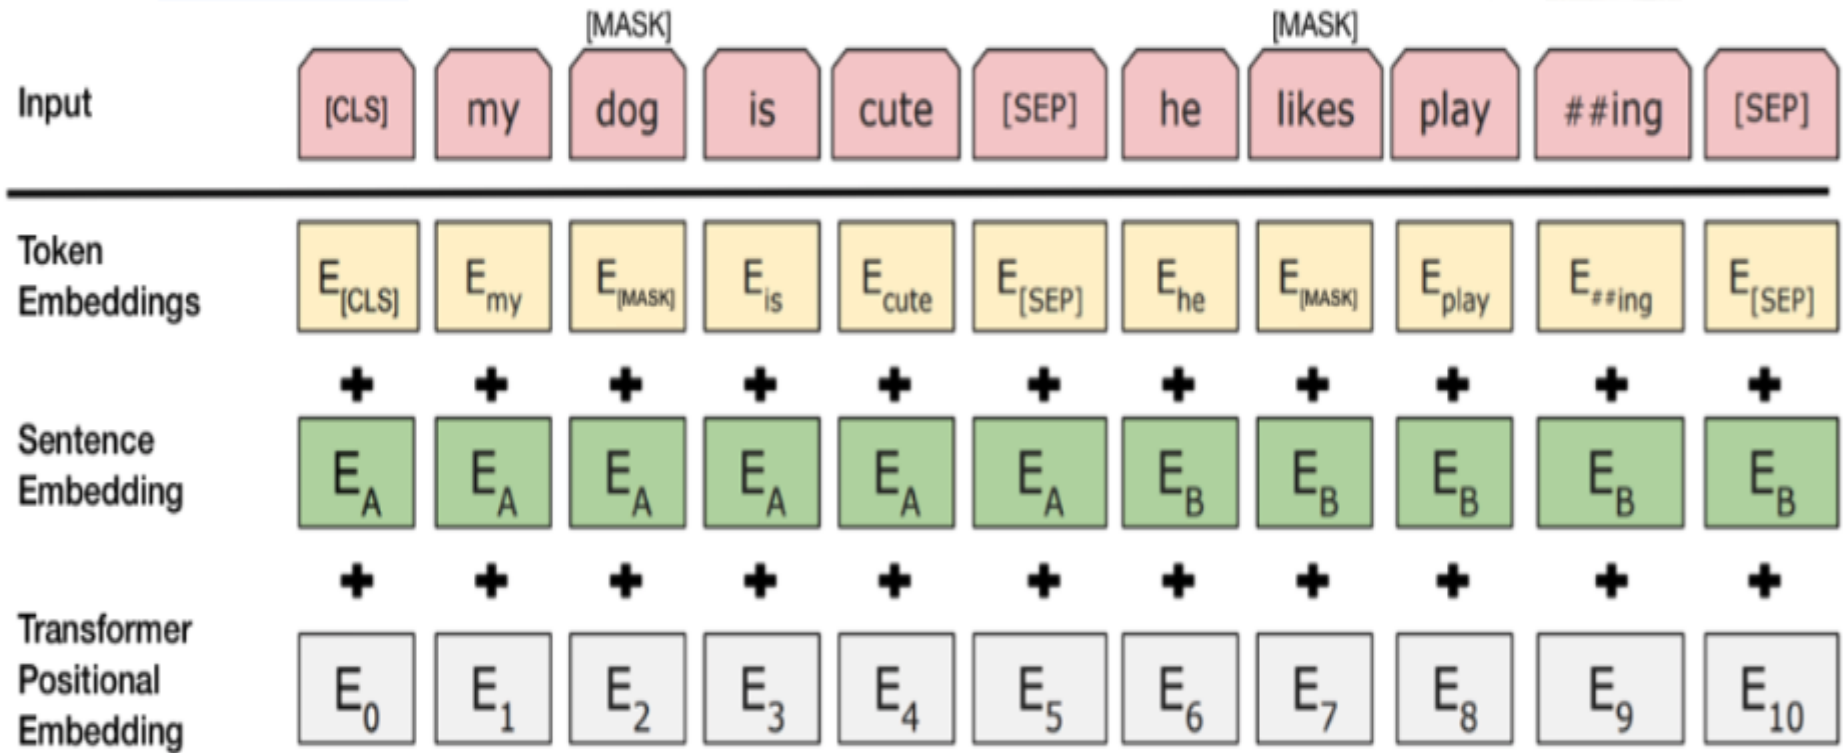 [MASK] [MASK]
Input [CLS] my dog is cute [SEP] he likes play ##ing [SEP]
Token
Embeddings
E[CLS] Emy E[MASK] Eis Ecute E[SEP] Ehe E[MASK] Eplay E##ing E[SEP]
+ + + + + + + + + + +
Sentence
Embedding
EA EA EA EA EA EA EB EB EB EB EB
+ + + + + + + + + + +
Transformer
Positional
Embedding
E0 E1 E2 E3 E4 E5 E6 E7 E8 E9 E10